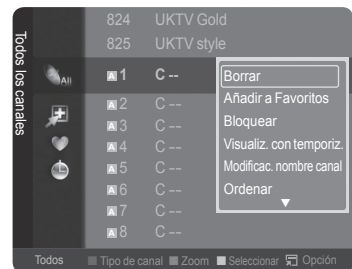 Todos los canales
824 UKTV Gold
825 UKTV style
All
A 1 C --
A 2 C --
A 3 C --
A 4 C --
A 5 C --
A 6 C --
A 7 C --
A 8 C --
Borrar
Añadir a Favoritos
Bloquear
Visualiz. con temporiz.
Modificac. nombre canal
Ordenar
Todos Tipo de canal Zoom Seleccionar Opción